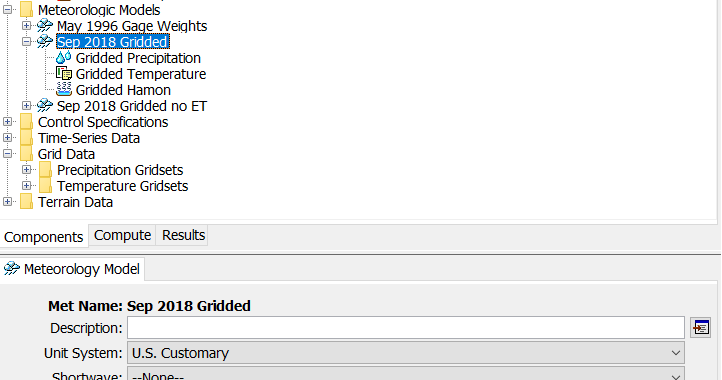 Meteorologic Models
May 1996 Gage Weights
Sep 2018 Gridded
Gridded Precipitation
Gridded Temperature
Gridded Hamon
Sep 2018 Gridded no ET
Control Specifications
Time-Series Data
Grid Data
Precipitation Gridsets
Temperature Gridsets
Terrain Data
Components Compute Results
Meteorology Model
Met Name: Sep 2018 Gridded
Description:
Unit System: U.S. Customary
Shortwave: --None--